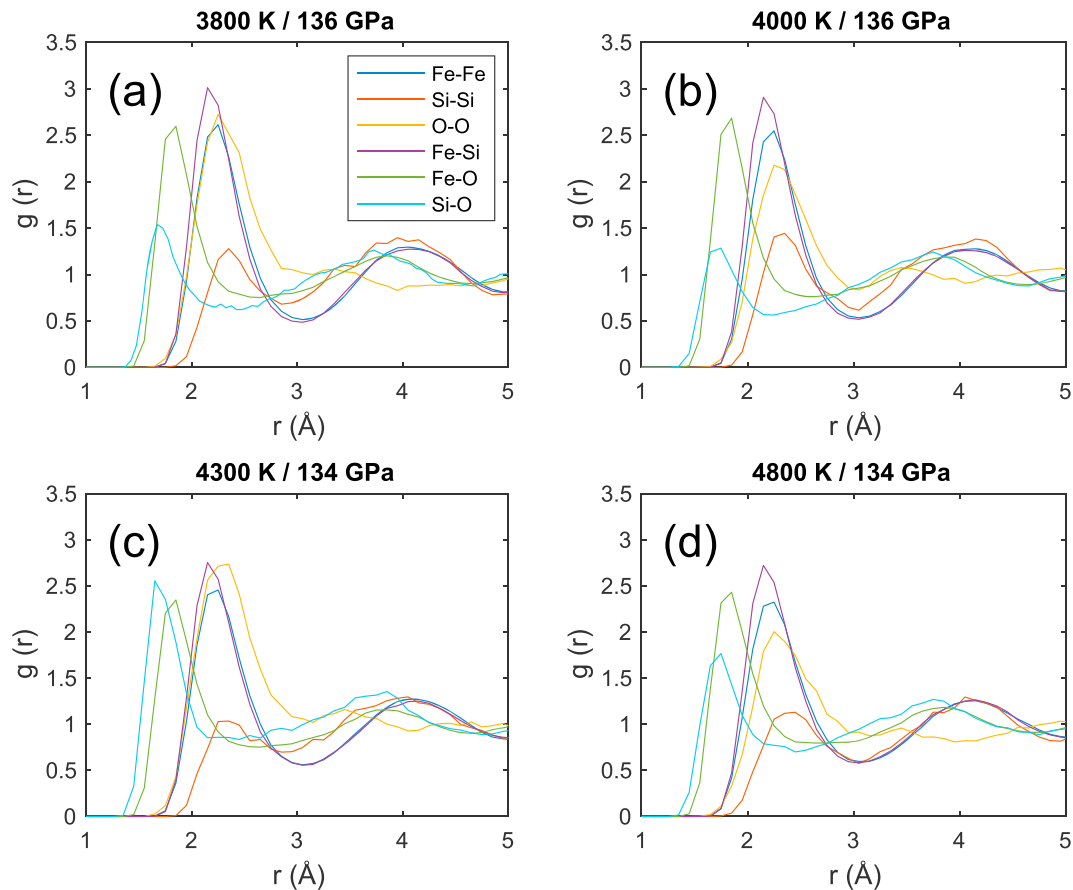 3800 K / 136 GPa
(a)
Fe-Fe
Si-Si
O-O
Fe-Si
Fe-O
Si-O
g (r)
3.5
3
2.5
2
1.5
1
0.5
0
1
2
3
4
5
r (Å)
4000 K / 136 GPa
(b)
g (r)
3.5
3
2.5
2
1.5
1
0.5
0
1
2
3
4
5
r (Å)
4300 K / 134 GPa
(c)
g (r)
3.5
3
2.5
2
1.5
1
0.5
0
1
2
3
4
5
r (Å)
4800 K / 134 GPa
(d)
g (r)
3.5
3
2.5
2
1.5
1
0.5
0
1
2
3
4
5
r (Å)